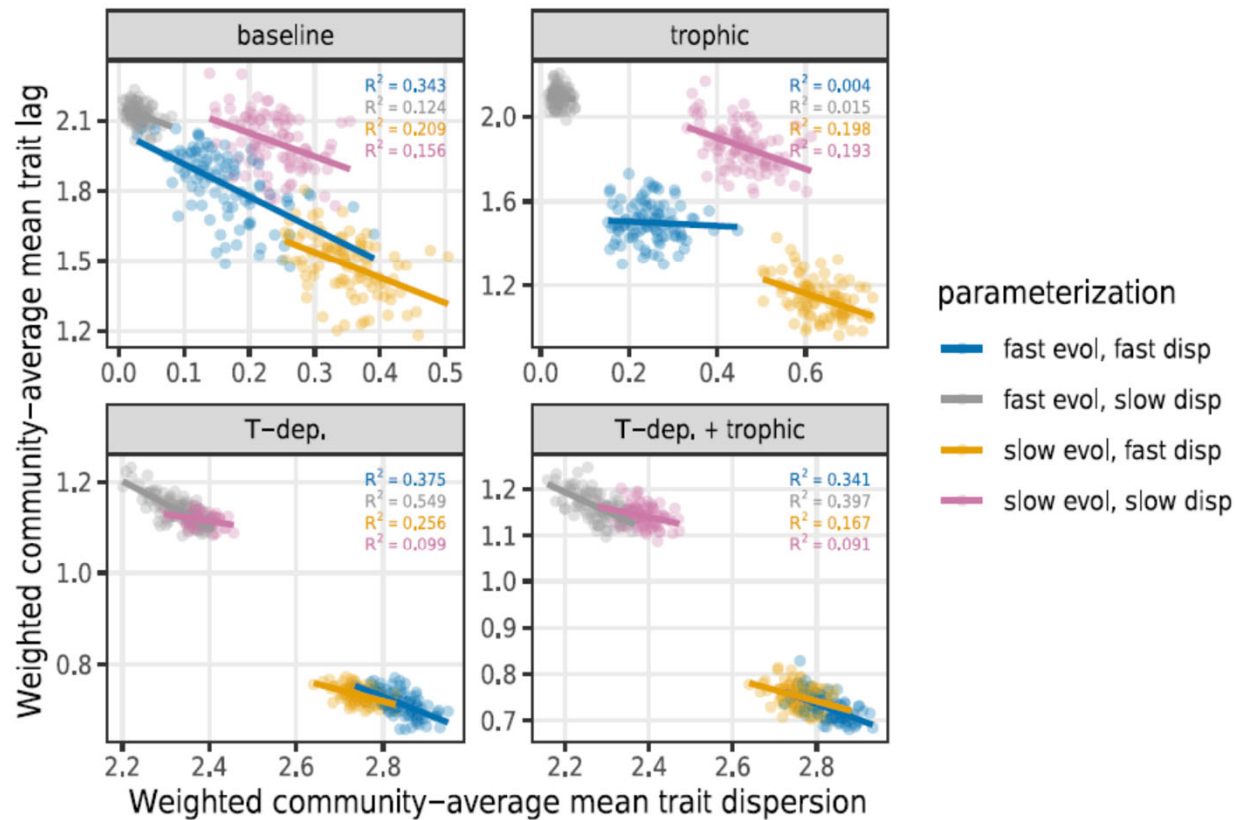 baseline
trophic
R² = 0.343
R² = 0.124
R² = 0.209
R² = 0.156
R² = 0.004
R² = 0.015
R² = 0.198
R² = 0.193
2.1
1.8
1.5
1.2
2.0
1.6
1.2
0.0 0.1 0.2 0.3 0.4 0.5
0.0 0.2 0.4 0.6
T−dep.
T−dep. + trophic
R² = 0.375
R² = 0.549
R² = 0.256
R² = 0.099
R² = 0.341
R² = 0.397
R² = 0.167
R² = 0.091
1.2
1.0
0.8
1.2
1.1
1.0
0.9
0.8
0.7
2.2 2.4 2.6 2.8
2.2 2.4 2.6 2.8
Weighted community−average mean trait lag
Weighted community−average mean trait dispersion
parameterization
fast evol, fast disp
fast evol, slow disp
slow evol, fast disp
slow evol, slow disp